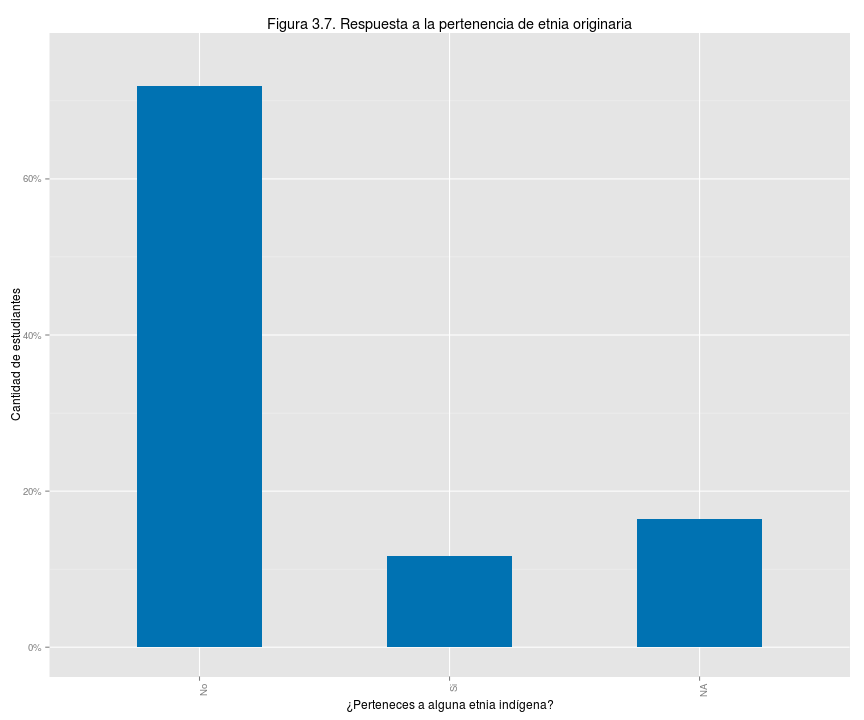 Figura 3.7. Respuesta a la pertenencia de etnia originaria
Cantidad de estudiantes
60%
40%
20%
0%
No
Si
NA
¿Perteneces a alguna etnia indígena?